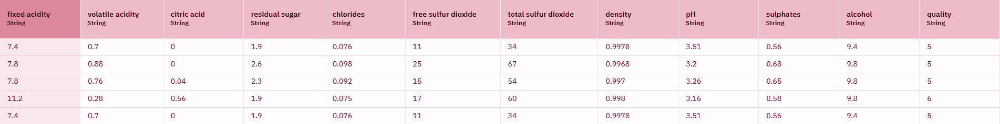 fixed acidity volatile acidity citric acid residual sugar chlorides free sulfur dioxide total sulfur dioxide density pH sulphates alcohol quality
String String String String String String String String String String String String
7.4 0.7 0 1.9 0.076 11 34 0.9978 3.51 0.56 9.4 5
7.8 0.88 0 2.6 0.098 25 67 0.9968 3.2 0.68 9.8 5
7.8 0.76 0.04 2.3 0.092 15 54 0.997 3.26 0.65 9.8 5
11.2 0.28 0.56 1.9 0.075 17 60 0.998 3.16 0.58 9.8 6
7.4 0.7 0 1.9 0.076 11 34 0.9978 3.51 0.56 9.4 5